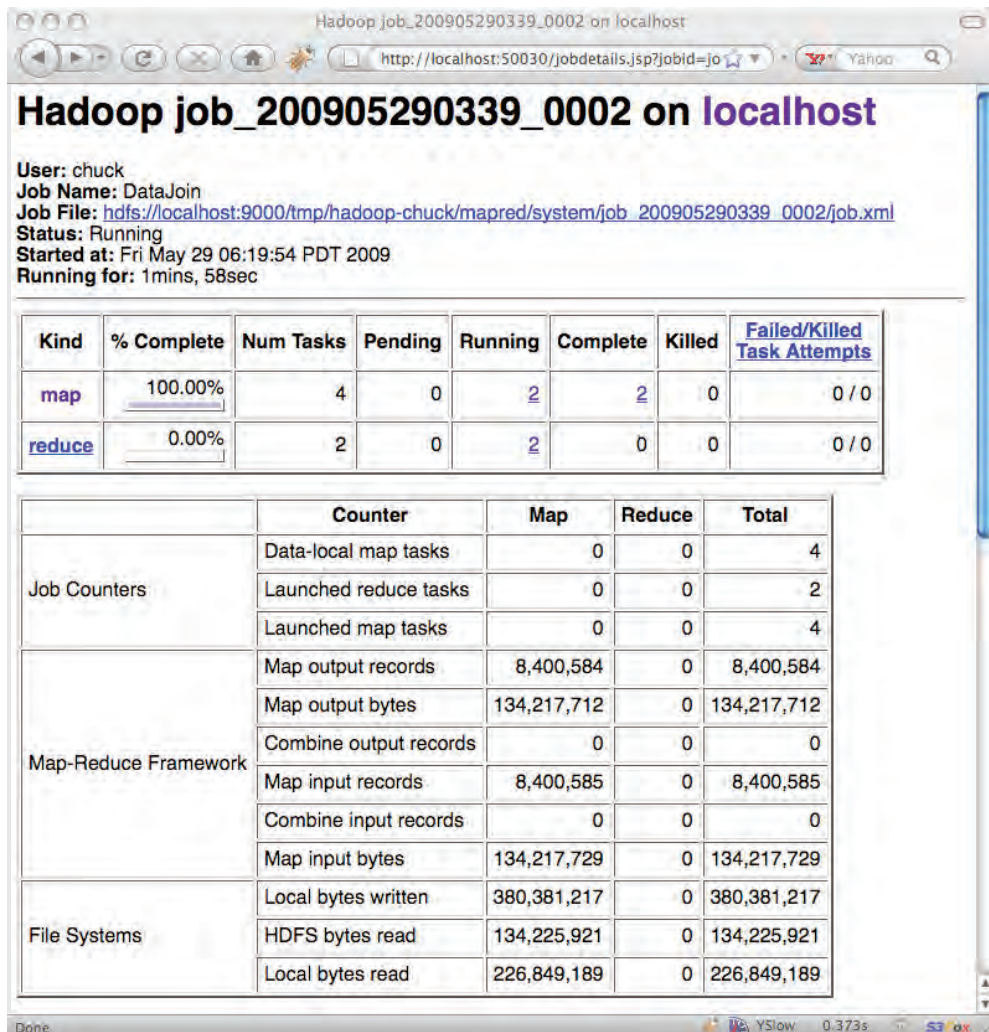 Hadoop job_200905290339_0002 on localhost
http://localhost:50030/jobdetails.jsp?jobid=jo
Yahoo
Hadoop job_200905290339_0002 on localhost
User: chuck
Job Name: DataJoin
Job File: hdfs://localhost:9000/tmp/hadoop-chuck/mapred/system/job_200905290339_0002/job.xml
Status: Running
Started at: Fri May 29 06:19:54 PDT 2009
Running for: 1mins, 58sec
Kind % Complete Num Tasks Pending Running Complete Killed Failed/Killed Task Attempts
map 100.00% 4 0 2 2 0 0 / 0
reduce 0.00% 2 0 2 0 0 0 / 0
Counter Map Reduce Total
Job Counters
Data-local map tasks 0 0 4
Launched reduce tasks 0 0 2
Launched map tasks 0 0 4
Map-Reduce Framework
Map output records 8,400,584 0 8,400,584
Map output bytes 134,217,712 0 134,217,712
Combine output records 0 0 0
Map input records 8,400,585 0 8,400,585
Combine input records 0 0 0
Map input bytes 134,217,729 0 134,217,729
File Systems
Local bytes written 380,381,217 0 380,381,217
HDFS bytes read 134,225,921 0 134,225,921
Local bytes read 226,849,189 0 226,849,189
Done YSlow 0.373s